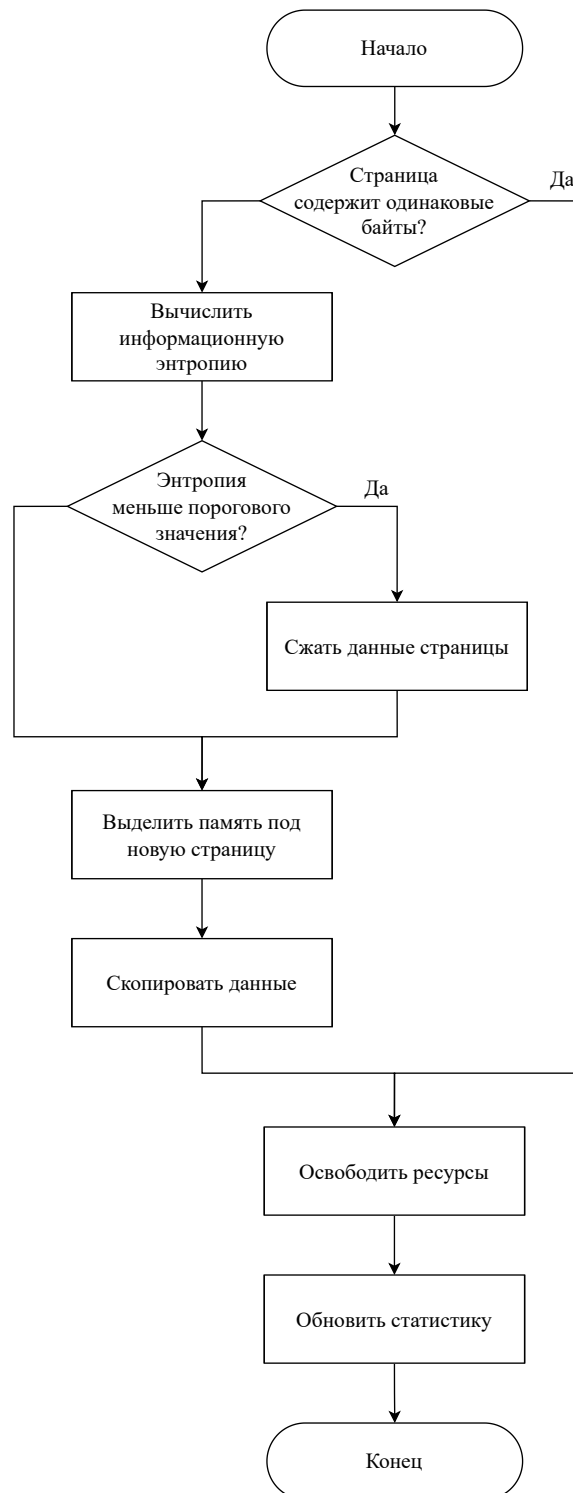 Начало
Страница
содержит одинаковые
байты?
Да
Вычислить
информационную
энтропию
Энтропия
меньше порогового
значения?
Да
Сжать данные страницы
Выделить память под
новую страницу
Скопировать данные
Освободить ресурсы
Обновить статистику
Конец